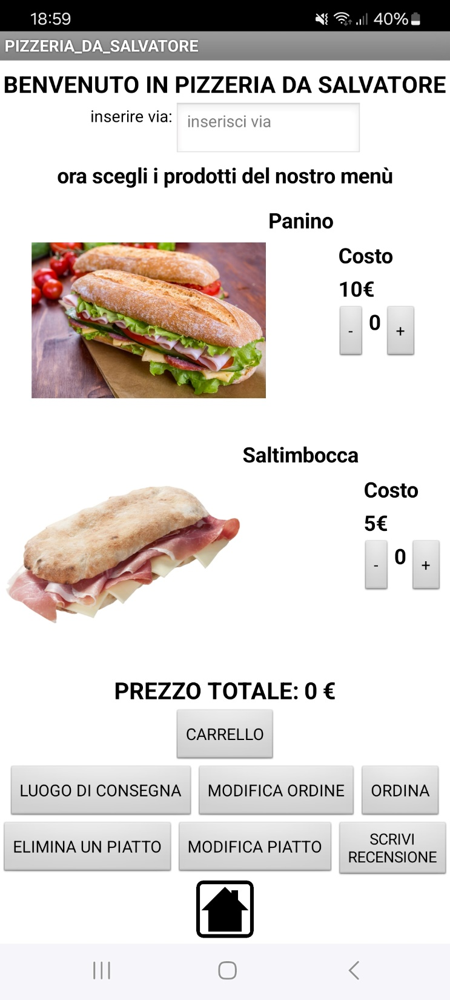 18:59
40%
PIZZERIA_DA_SALVATORE
BENVENUTO IN PIZZERIA DA SALVATORE
inserire via:
inserisci via
ora scegli i prodotti del nostro menù
Panino
Costo
10€
- 0 +
Saltimbocca
Costo
5€
- 0 +
PREZZO TOTALE: 0 €
CARRELLO
LUOGO DI CONSEGNA
MODIFICA ORDINE
ORDINA
ELIMINA UN PIATTO
MODIFICA PIATTO
SCRIVI
RECENSIONE